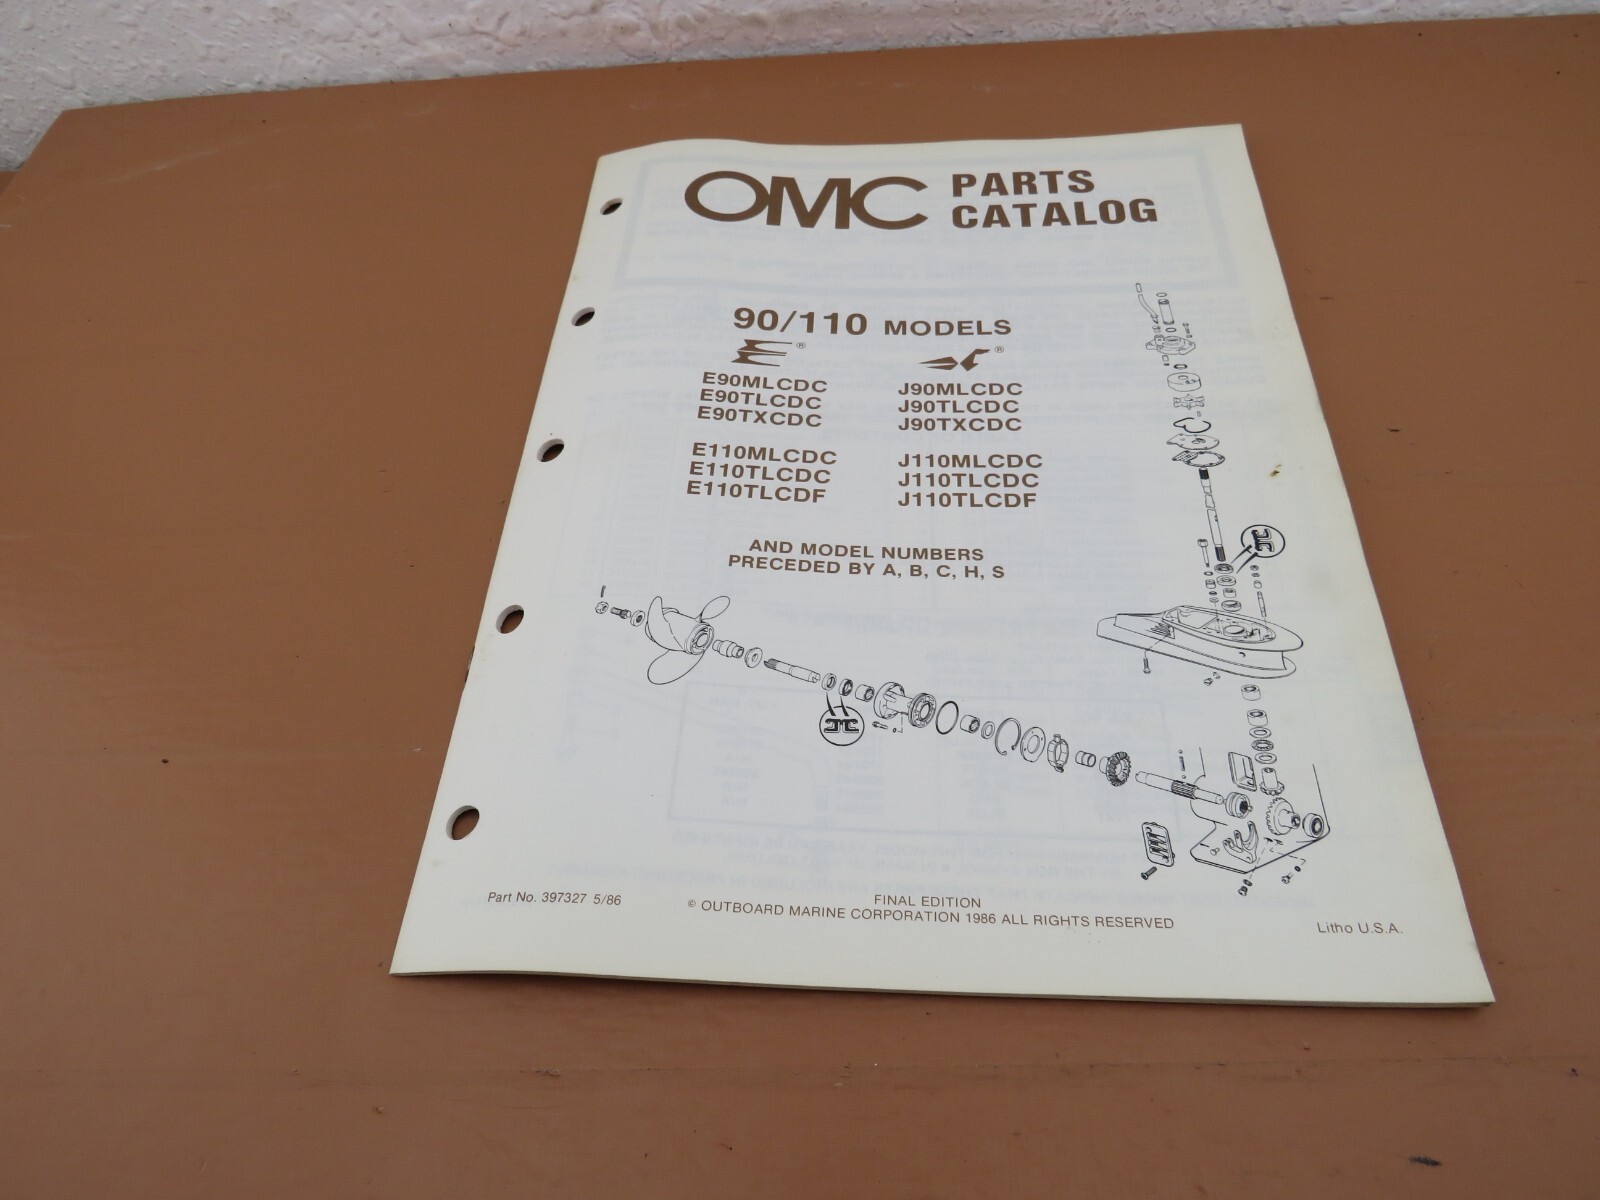 OMC PARTS
CATALOG
90/110 MODELS
® ®
E90MLCDC J90MLCDC
E90TLCDC J90TLCDC
E90TXCDC J90TXCDC
E110MLCDC J110MLCDC
E110TLCDC J110TLCDC
E110TLCDF J110TLCDF
AND MODEL NUMBERS
PRECEDED BY A, B, C, H, S
Part No. 397327 5/86
FINAL EDITION
© OUTBOARD MARINE CORPORATION 1986 ALL RIGHTS RESERVED
Litho U.S.A.